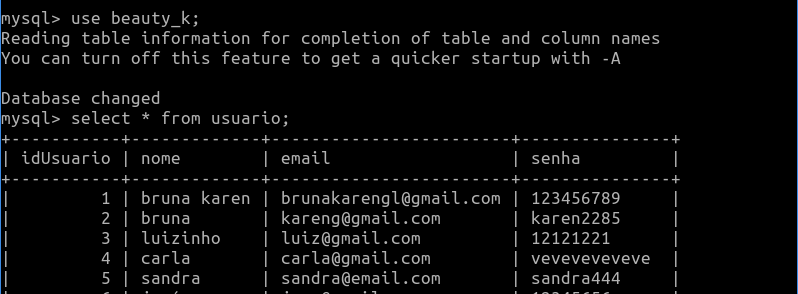 mysql> use beauty_k;
Reading table information for completion of table and column names
You can turn off this feature to get a quicker startup with -A
Database changed
mysql> select * from usuario;
+-----------+-------------+------------------------+---------------+
| idUsuario | nome        | email                  | senha         |
+-----------+-------------+------------------------+---------------+
|         1 | bruna karen | brunakarengl@gmail.com | 123456789     |
|         2 | bruna       | kareng@gmail.com       | karen2285     |
|         3 | luizinho    | luiz@gmail.com         | 12121221      |
|         4 | carla       | carla@gmail.com        | veveveveveve  |
|         5 | sandra      | sandra@email.com       | sandra444     |